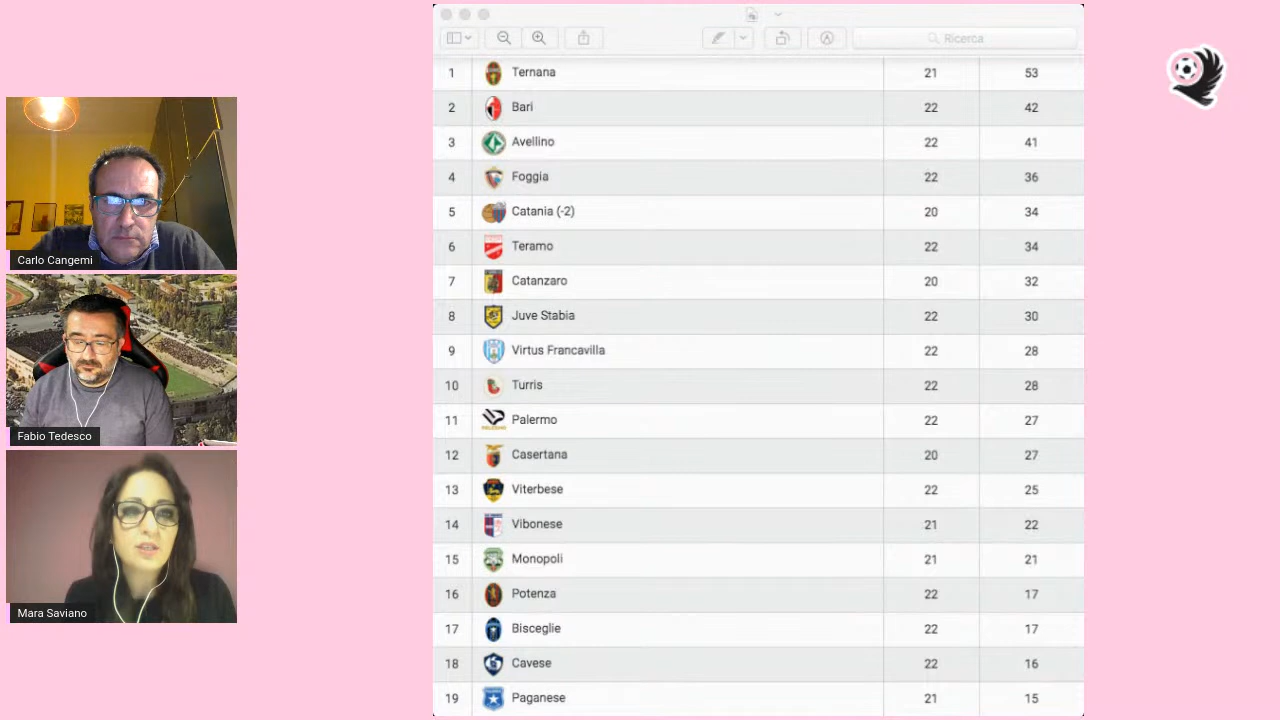 Ricerca
1 Ternana 21 53
2 Bari 22 42
3 Avellino 22 41
4 Foggia 22 36
5 Catania (-2) 20 34
6 Teramo 22 34
7 Catanzaro 20 32
8 Juve Stabia 22 30
9 Virtus Francavilla 22 28
10 Turris 22 28
11 Palermo 22 27
12 Casertana 20 27
13 Viterbese 22 25
14 Vibonese 21 22
15 Monopoli 21 21
16 Potenza 22 17
17 Bisceglie 22 17
18 Cavese 22 16
19 Paganese 21 15
Carlo Cangemi
Fabio Tedesco
Mara Saviano